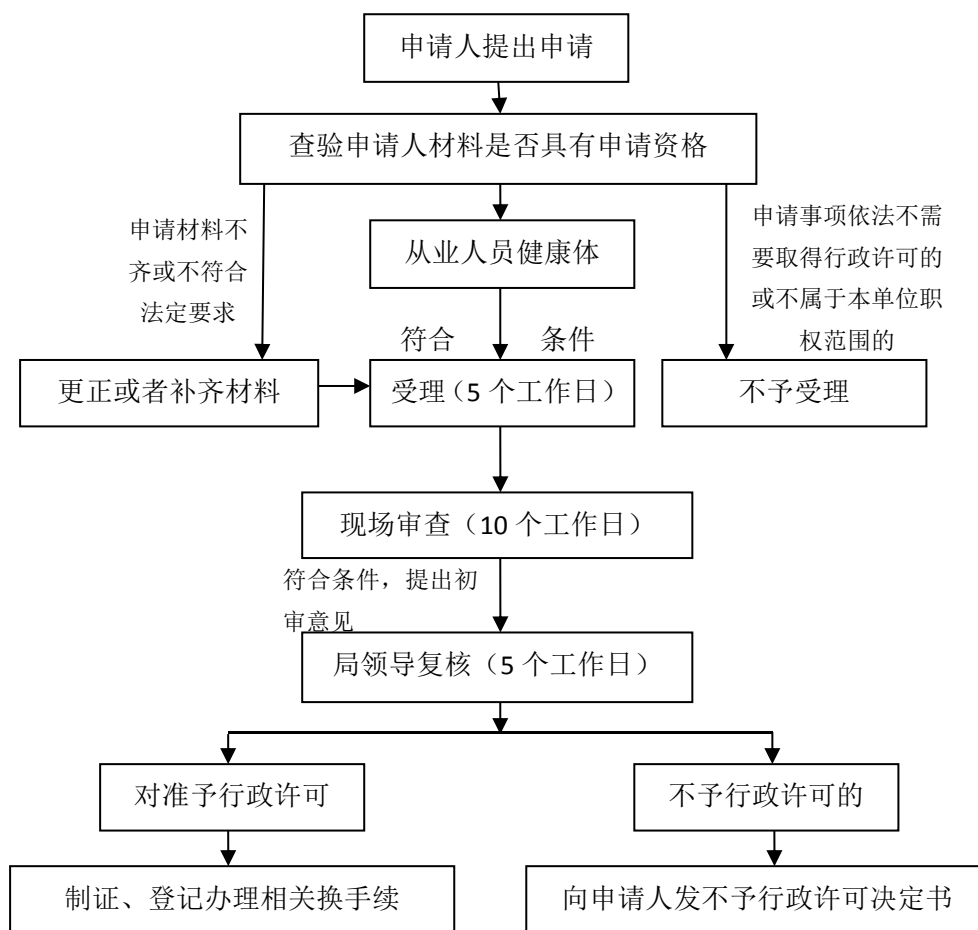 申请人提出申请
查验申请人材料是否具有申请资格
申请材料不
齐或不符合
法定要求
从业人员健康体
申请事项依法不需
要取得行政许可的
或不属于本单位职
权范围的
符合 条件
更正或者补齐材料
受理（5 个工作日）
不予受理
现场审查（10 个工作日）
符合条件，提出初
审意见
局领导复核（5 个工作日）
对准予行政许可
不予行政许可的
制证、登记办理相关换手续
向申请人发不予行政许可决定书